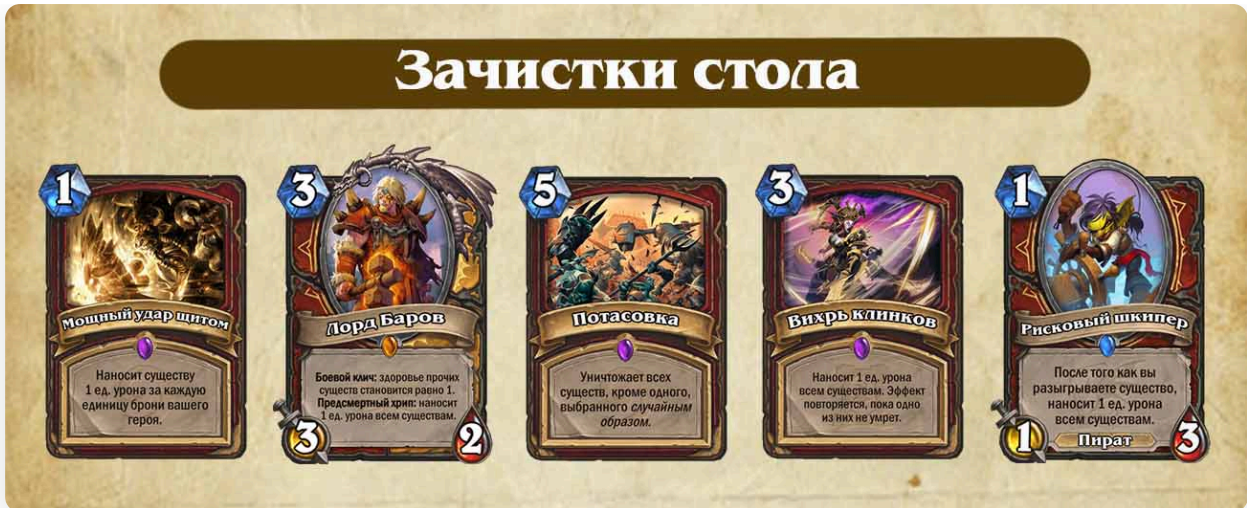 Зачистки стола
1
Мощный удар щитом
Наносит существу
1 ед. урона за каждую
единицу брони вашего
героя.
3
Лорд Баров
Боевой клич: здоровье прочих
существ становится равно 1.
Предсмертный хрип: наносит
1 ед. урона всем существам.
3
2
5
Потасовка
Уничтожает всех
существ, кроме одного,
выбранного случайным
образом.
3
Вихрь клинков
Наносит 1 ед. урона
всем существам. Эффект
повторяется, пока одно
из них не умрет.
1
Рисковый шкипер
После того как вы
разыгрываете существо,
наносит 1 ед. урона
всем существам.
1
Пират
3